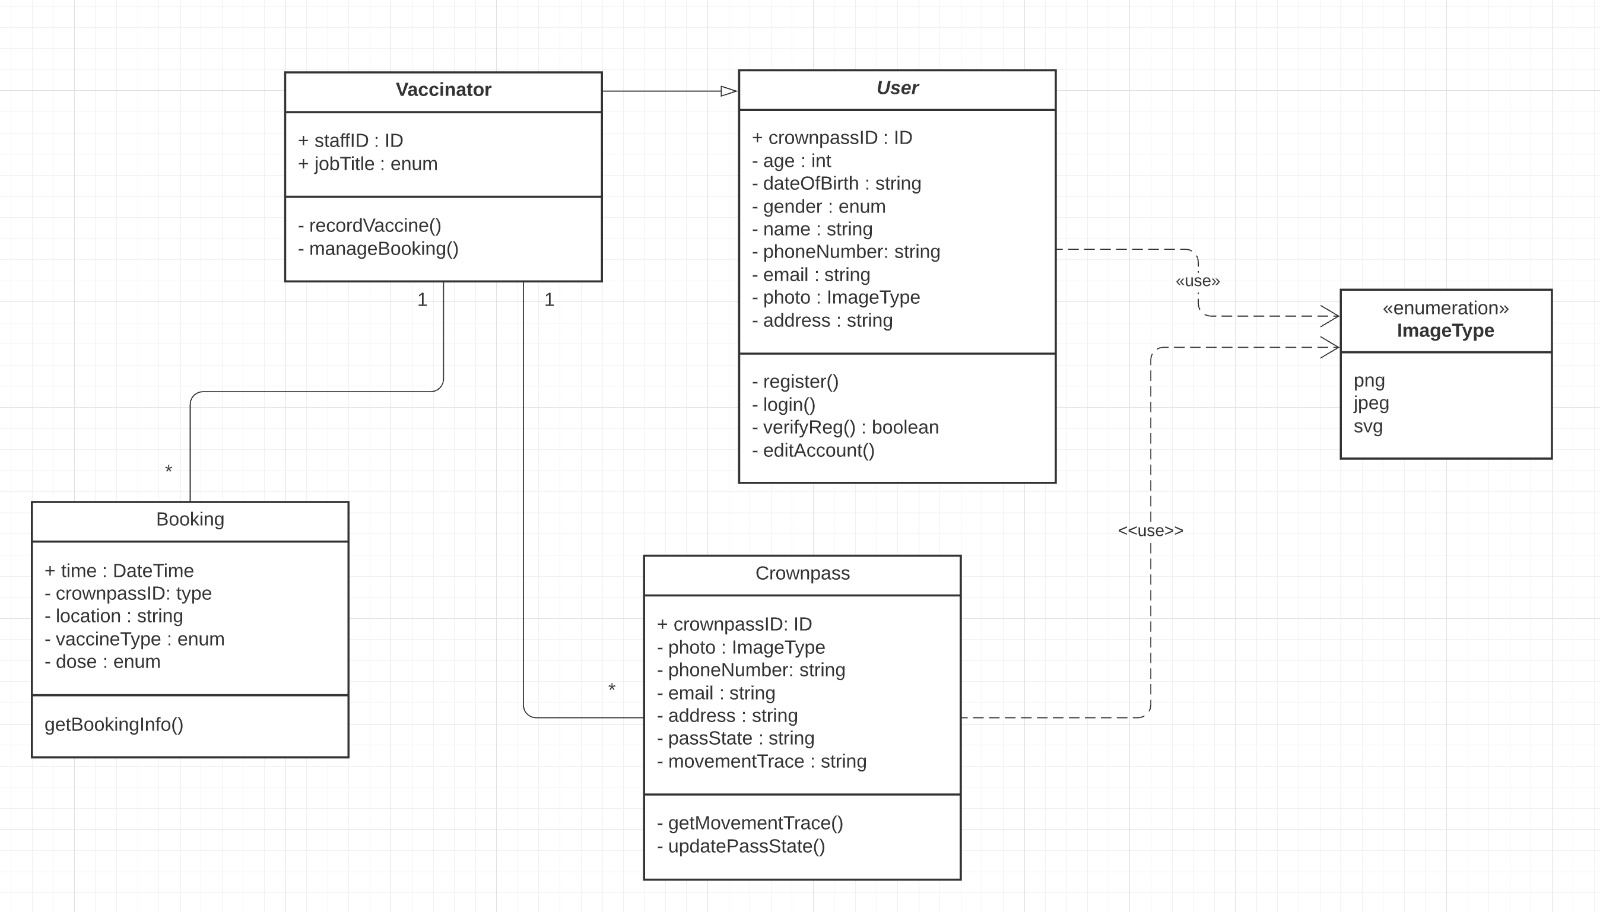 Vaccinator
+ staffID : ID
+ jobTitle : enum
- recordVaccine()
- manageBooking()
1
1
User
+ crownpassID : ID
- age : int
- dateOfBirth : string
- gender : enum
- name : string
- phoneNumber: string
- email : string
- photo : ImageType
- address : string
- register()
- login()
- verifyReg() : boolean
- editAccount()
«use»
«enumeration»
ImageType
png
jpeg
svg
<<use>>
*
Booking
+ time : DateTime
- crownpassID: type
- location : string
- vaccineType : enum
- dose : enum
getBookingInfo()
*
Crownpass
+ crownpassID: ID
- photo : ImageType
- phoneNumber: string
- email : string
- address : string
- passState : string
- movementTrace : string
- getMovementTrace()
- updatePassState()